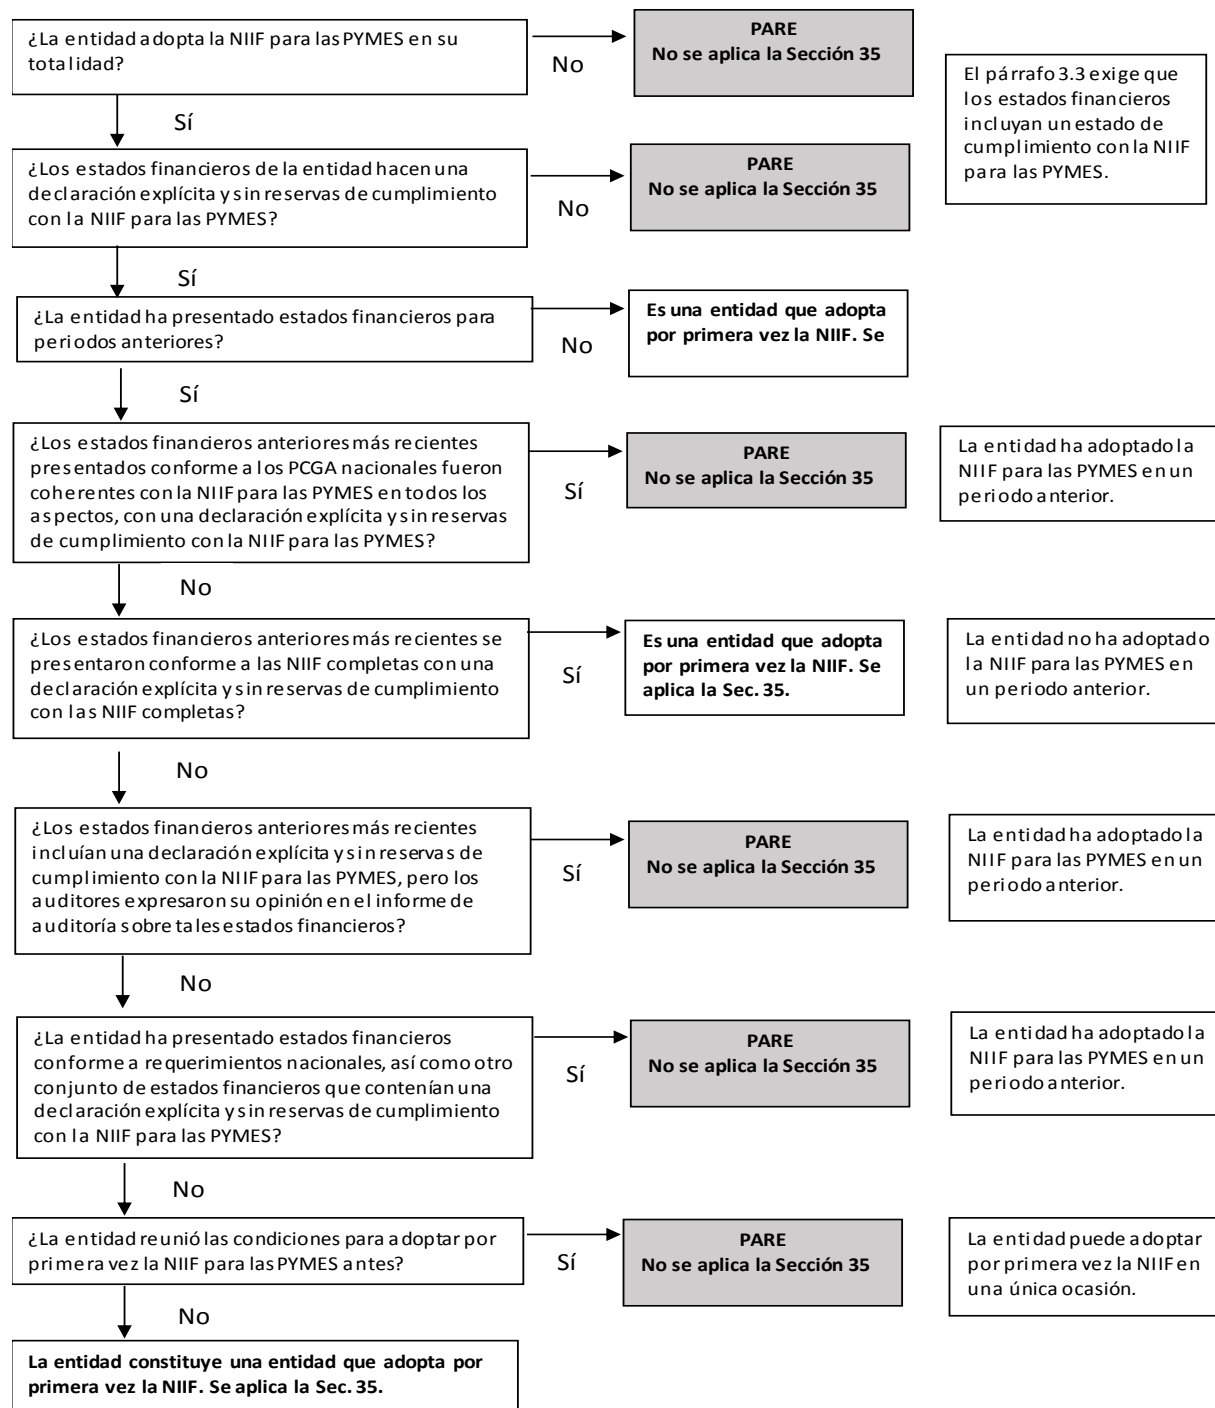 ¿La entidad adopta la NIIF para las PYMES en su
totalidad?
No
PARE
No se aplica la Sección 35
El párrafo 3.3 exige que
los estados financieros
incluyan un estado de
cumplimiento con la NIIF
para las PYMES.
Sí
¿Los estados financieros de la entidad hacen una
declaración explícita y sin reservas de cumplimiento
con la NIIF para las PYMES?
No
PARE
No se aplica la Sección 35
Sí
¿La entidad ha presentado estados financieros para
periodos anteriores?
No
Es una entidad que adopta
por primera vez la NIIF. Se
Sí
¿Los estados financieros anteriores más recientes
presentados conforme a los PCGA nacionales fueron
coherentes con la NIIF para las PYMES en todos los
aspectos, con una declaración explícita y sin reservas
de cumplimiento con la NIIF para las PYMES?
Sí
PARE
No se aplica la Sección 35
La entidad ha adoptado la
NIIF para las PYMES en un
periodo anterior.
No
¿Los estados financieros anteriores más recientes se
presentaron conforme a las NIIF completas con una
declaración explícita y sin reservas de cumplimiento
con las NIIF completas?
Sí
Es una entidad que adopta
por primera vez la NIIF. Se
aplica la Sec. 35.
La entidad no ha adoptado
la NIIF para las PYMES en
un periodo anterior.
No
¿Los estados financieros anteriores más recientes
incluían una declaración explícita y sin reservas de
cumplimiento con la NIIF para las PYMES, pero los
auditores expresaron su opinión en el informe de
auditoría sobre tales estados financieros?
Sí
PARE
No se aplica la Sección 35
La entidad ha adoptado la
NIIF para las PYMES en un
periodo anterior.
No
¿La entidad ha presentado estados financieros
conforme a requerimientos nacionales, así como otro
conjunto de estados financieros que contenían una
declaración explícita y sin reservas de cumplimiento
con la NIIF para las PYMES?
Sí
PARE
No se aplica la Sección 35
La entidad ha adoptado la
NIIF para las PYMES en un
periodo anterior.
No
¿La entidad reunió las condiciones para adoptar por
primera vez la NIIF para las PYMES antes?
Sí
PARE
No se aplica la Sección 35
La entidad puede adoptar
por primera vez la NIIF en
una única ocasión.
No
La entidad constituye una entidad que adopta por
primera vez la NIIF. Se aplica la Sec. 35.